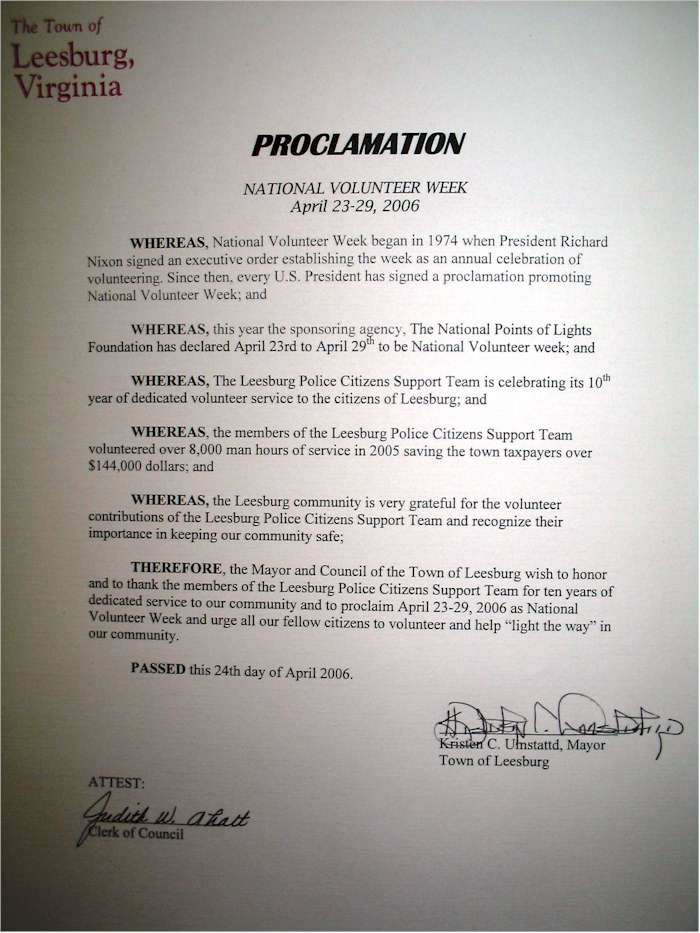 The Town of
Leesburg,
Virginia
PROCLAMATION
NATIONAL VOLUNTEER WEEK
April 23-29, 2006
WHEREAS, National Volunteer Week began in 1974 when President Richard
Nixon signed an executive order establishing the week as an annual celebration of
volunteering. Since then, every U.S. President has signed a proclamation promoting
National Volunteer Week; and
WHEREAS, this year the sponsoring agency, The National Points of Lights
Foundation has declared April 23rd to April 29th to be National Volunteer week; and
WHEREAS, The Leesburg Police Citizens Support Team is celebrating its 10th
year of dedicated volunteer service to the citizens of Leesburg; and
WHEREAS, the members of the Leesburg Police Citizens Support Team
volunteered over 8,000 man hours of service in 2005 saving the town taxpayers over
$144,000 dollars; and
WHEREAS, the Leesburg community is very grateful for the volunteer
contributions of the Leesburg Police Citizens Support Team and recognize their
importance in keeping our community safe;
THEREFORE, the Mayor and Council of the Town of Leesburg wish to honor
and to thank the members of the Leesburg Police Citizens Support Team for ten years of
dedicated service to our community and to proclaim April 23-29, 2006 as National
Volunteer Week and urge all our fellow citizens to volunteer and help “light the way” in
our community.
PASSED this 24th day of April 2006.
Kristen C. Umstattd
Kristen C. Umstattd, Mayor
Town of Leesburg
ATTEST:
Judith W.
Clerk of Council